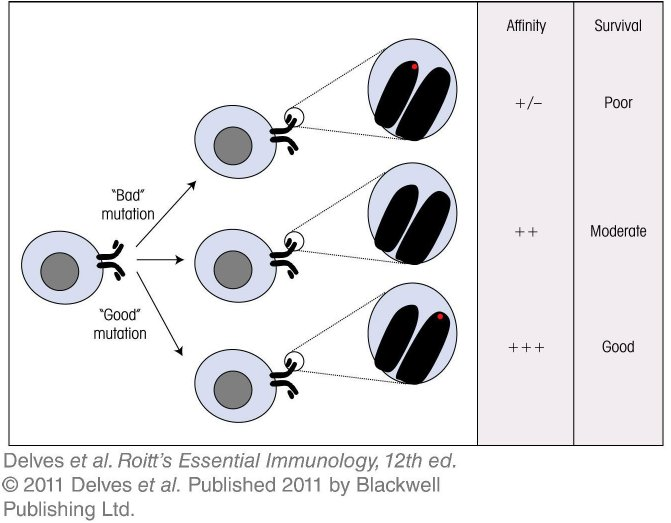 Affinity Survival
+/– Poor
"Bad"
mutation
++ Moderate
"Good"
mutation
+++ Good
Delves et al. Roitt's Essential Immunology, 12th ed.
© 2011 Delves et al. Published 2011 by Blackwell
Publishing Ltd.